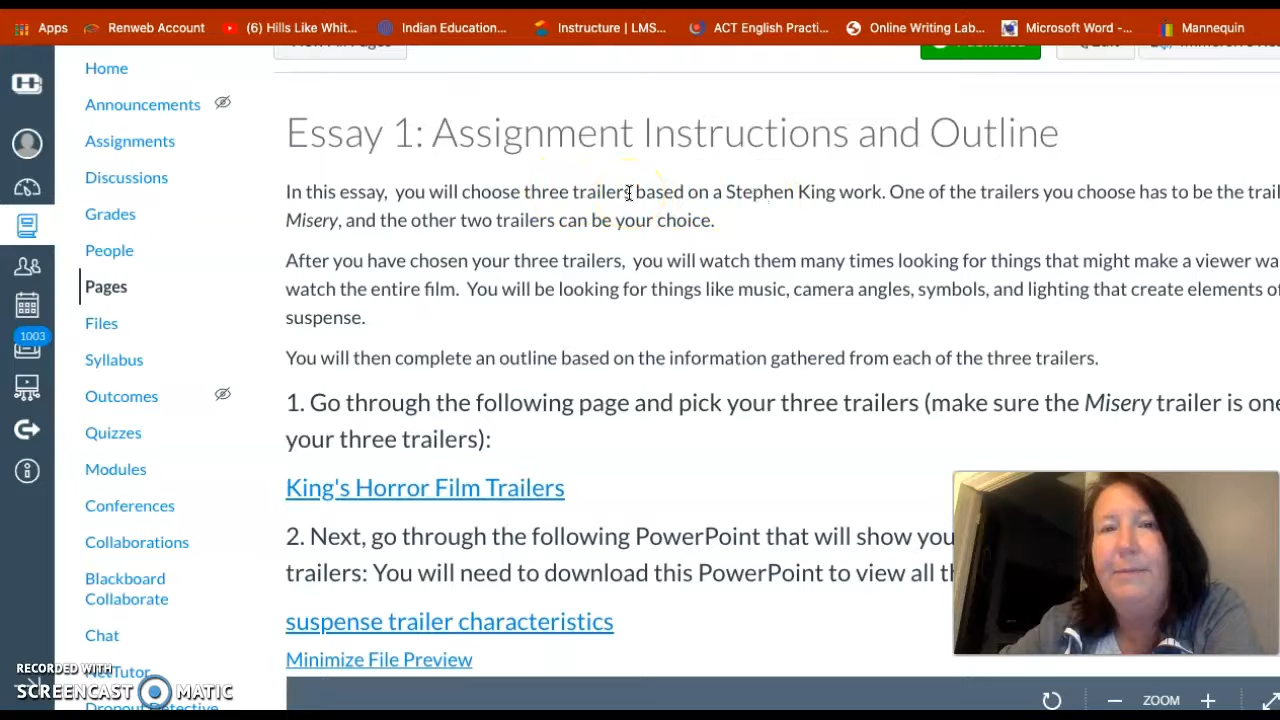 Apps Renweb Account (6) Hills Like Whit... Indian Education... Instructure | LMS... ACT English Practi... Online Writing Lab... Microsoft Word -... Mannequin
Home
Announcements
Assignments
Discussions
Grades
People
Pages
Files
Syllabus
Outcomes
Quizzes
Modules
Conferences
Collaborations
Blackboard
Collaborate
Chat
NetTutor
Dropout Detective
1003
Essay 1: Assignment Instructions and Outline
In this essay, you will choose three trailers based on a Stephen King work. One of the trailers you choose has to be the trail
Misery, and the other two trailers can be your choice.
After you have chosen your three trailers, you will watch them many times looking for things that might make a viewer wa
watch the entire film. You will be looking for things like music, camera angles, symbols, and lighting that create elements of
suspense.
You will then complete an outline based on the information gathered from each of the three trailers.
1. Go through the following page and pick your three trailers (make sure the Misery trailer is one
your three trailers):
King's Horror Film Trailers
2. Next, go through the following PowerPoint that will show you
trailers: You will need to download this PowerPoint to view all th
suspense trailer characteristics
Minimize File Preview
ZOOM
RECORDED WITH
SCREENCAST MATIC